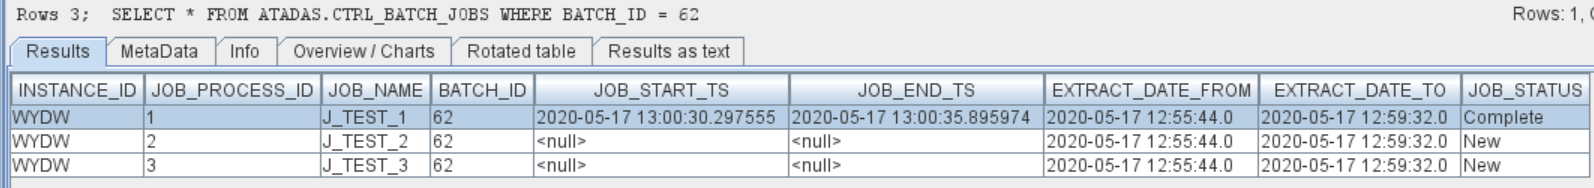 Rows 3;  SELECT * FROM ATADAS.CTRL_BATCH_JOBS WHERE BATCH_ID = 62 Rows: 1,
Results MetaData Info Overview / Charts Rotated table Results as text
INSTANCE_ID JOB_PROCESS_ID JOB_NAME BATCH_ID JOB_START_TS JOB_END_TS EXTRACT_DATE_FROM EXTRACT_DATE_TO JOB_STATUS
WYDW 1 J_TEST_1 62 2020-05-17 13:00:30.297555 2020-05-17 13:00:35.895974 2020-05-17 12:55:44.0 2020-05-17 12:59:32.0 Complete
WYDW 2 J_TEST_2 62 <null> <null> 2020-05-17 12:55:44.0 2020-05-17 12:59:32.0 New
WYDW 3 J_TEST_3 62 <null> <null> 2020-05-17 12:55:44.0 2020-05-17 12:59:32.0 New